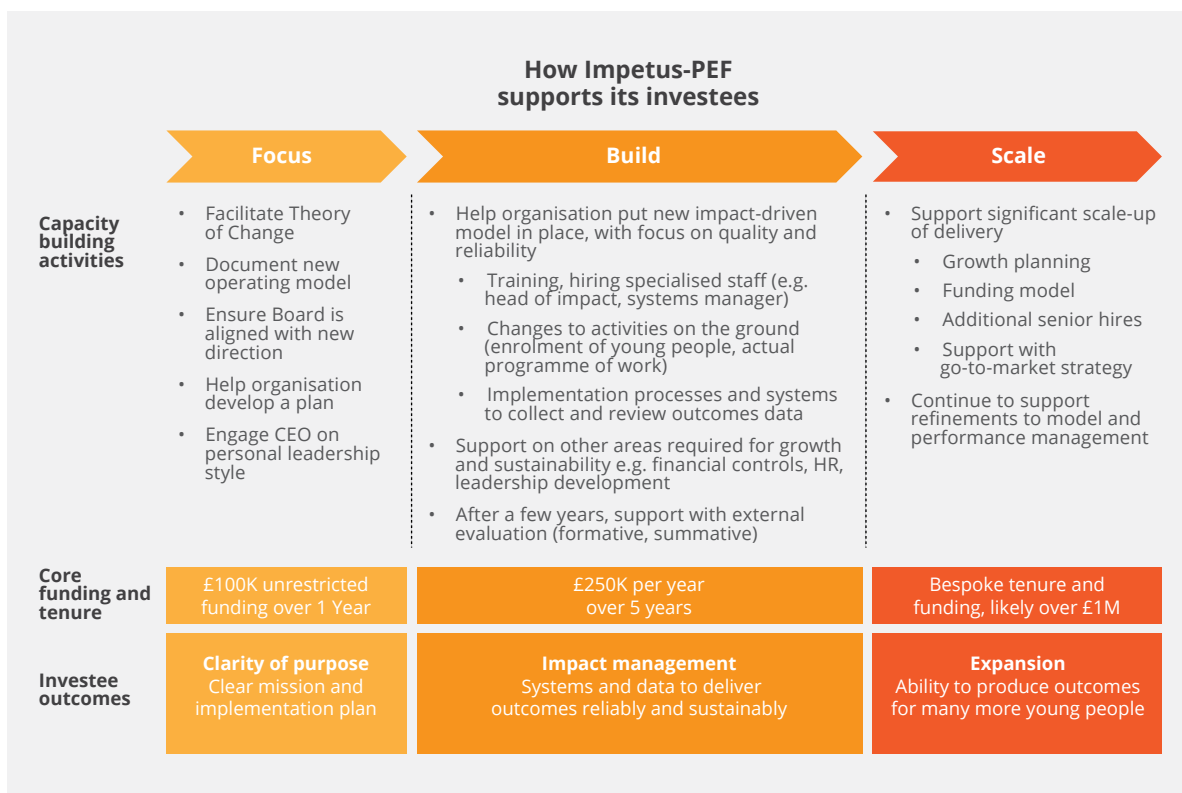 How Impetus-PEF
supports its investees
Focus
Build
Scale
Capacity
building
activities
• Facilitate Theory
of Change
• Document new
operating model
• Ensure Board is
aligned with new
direction
• Help organisation
develop a plan
• Engage CEO on
personal leadership
style
• Help organisation put new impact-driven
model in place, with focus on quality and
reliability
• Training, hiring specialised staff (e.g.
head of impact, systems manager)
• Changes to activities on the ground
(enrolment of young people, actual
programme of work)
• Implementation processes and systems
to collect and review outcomes data
• Support on other areas required for growth
and sustainability e.g. financial controls, HR,
leadership development
• After a few years, support with external
evaluation (formative, summative)
• Support significant scale-up
of delivery
• Growth planning
• Funding model
• Additional senior hires
• Support with
go-to-market strategy
• Continue to support
refinements to model and
performance management
Core
funding and
tenure
£100K unrestricted
funding over 1 Year
£250K per year
over 5 years
Bespoke tenure and
funding, likely over £1M
Investee
outcomes
Clarity of purpose
Clear mission and
implementation plan
Impact management
Systems and data to deliver
outcomes reliably and sustainably
Expansion
Ability to produce outcomes
for many more young people